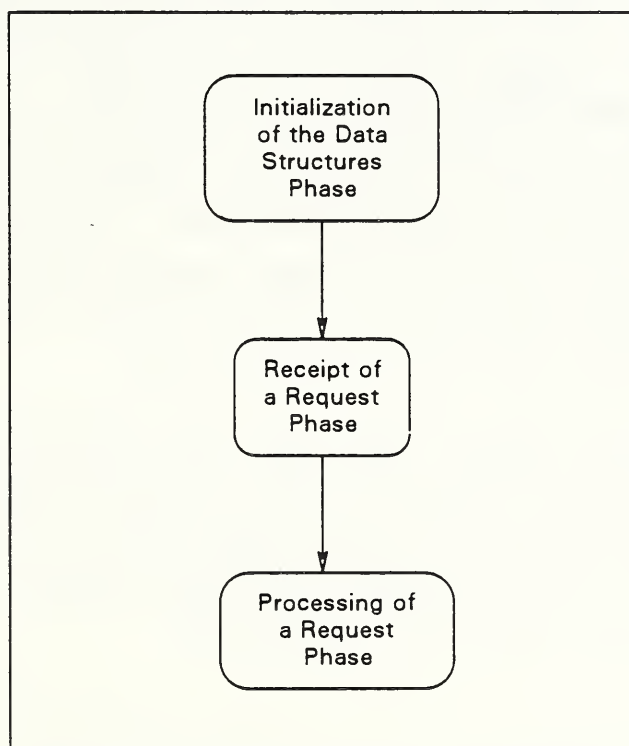 Initialization
of the Data
Structures
Phase
Receipt of
a Request
Phase
Processing of
a Request
Phase